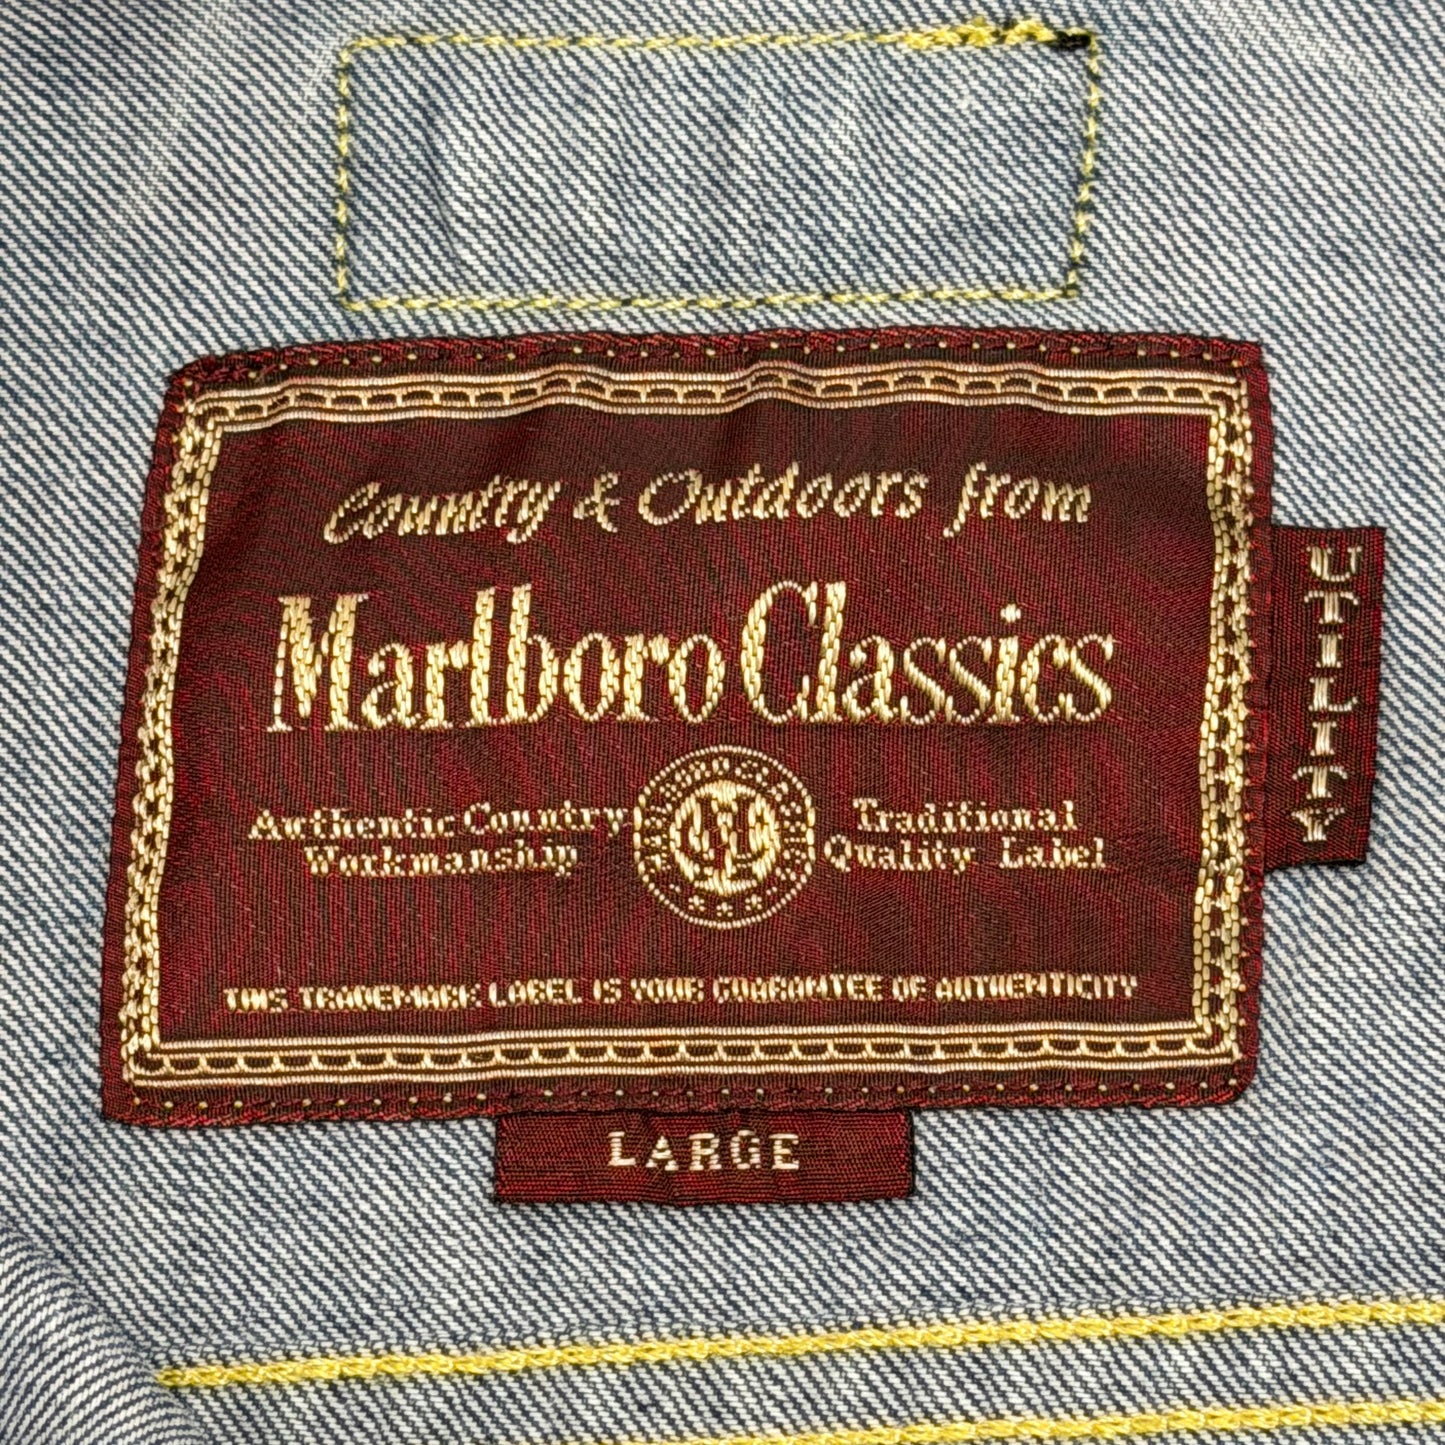 Country & Outdoors from
Marlboro Classics
Authentic Country
Workmanship
Traditional
Quality Label
THIS TRADEMARK LABEL IS YOUR GUARANTEE OF AUTHENTICITY
UTILITY
LARGE